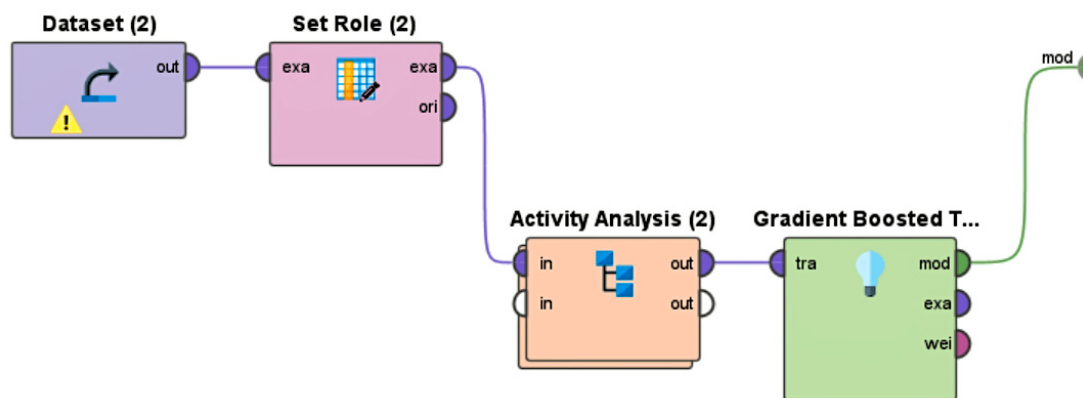 Dataset (2)
out
Set Role (2)
exa
exa
ori
mod
Activity Analysis (2)
in
out
in
out
Gradient Boosted T...
tra
mod
exa
wei